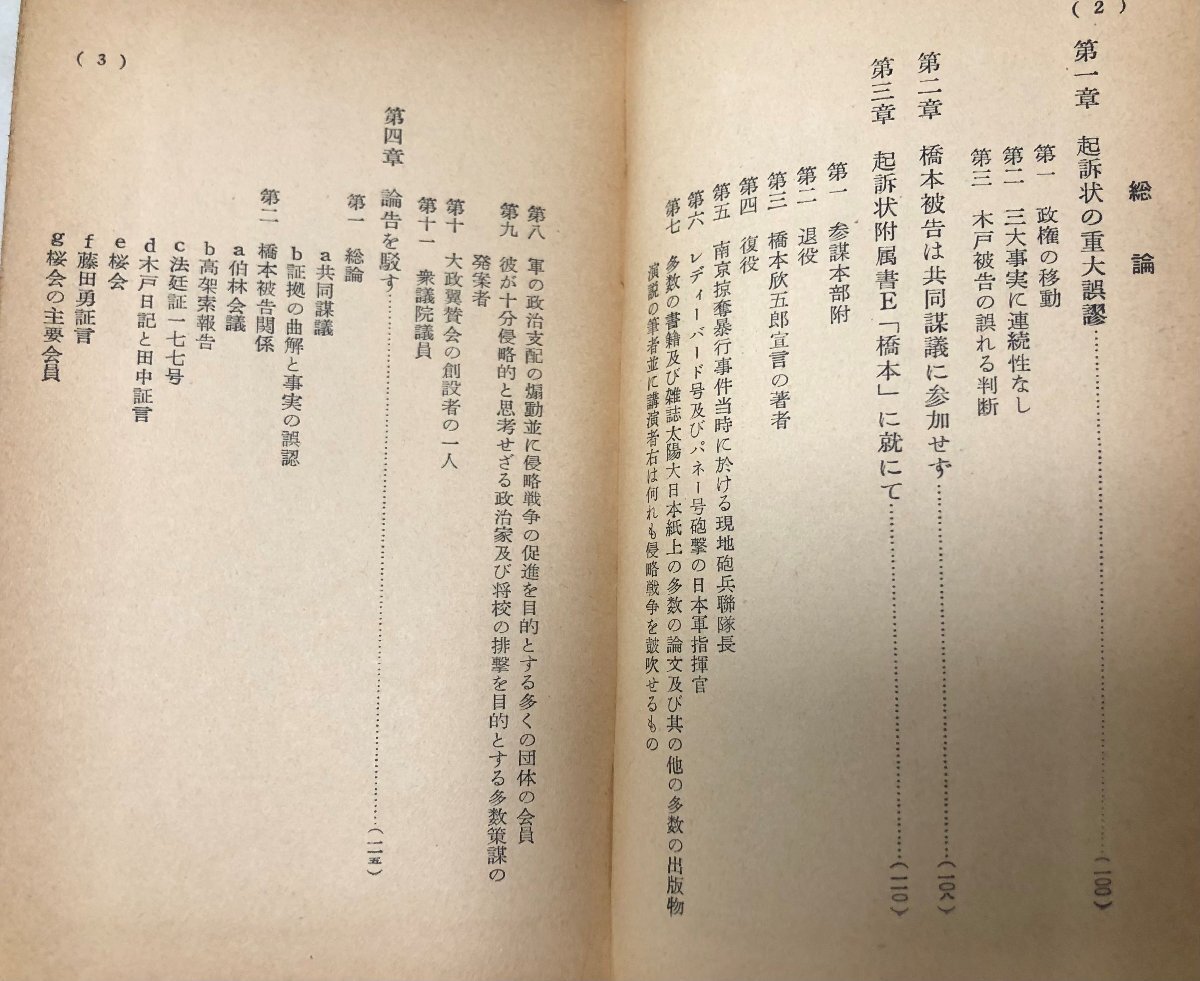 (2)
総論
第一章 起訴状の重大誤謬……………………(一〇〇)
第一 政権の移動
第二 三大事実に連続性なし
第三 木戸被告の誤れる判断
第二章 橋本被告は共同謀議に参加せず……………………(一〇八)
第三章 起訴状附属書E「橋本」に就にて……………………(一一〇)
第一 参謀本部附
第二 退役
第三 橋本欣五郎宣言の著者
第四 復役
第五 南京掠奪暴行事件当時に於ける現地砲兵聯隊長
第六 レディーバード号及びパネー号砲撃の日本軍指揮官
第七 多数の書籍及び雑誌太陽大日本紙上の多数の論文及び其の他の多数の出版物
演説の筆者並に講演者右は何れも侵略戦争を鼓吹せるもの
(3)
第八 軍の政治支配の煽動並に侵略戦争の促進を目的とする多くの団体の会員
第九 彼が十分侵略的と思考せざる政治家及び将校の排撃を目的とする多数策謀の
発案者
第十 大政翼賛会の創設者の一人
第十一 衆議院議員
第四章 論告を駁す……………………(一一五)
第一 総論
a共同謀議
b証拠の曲解と事実の誤認
第二 橋本被告関係
a伯林会議
b高架索報告
c法廷証一七七号
d木戸日記と田中証言
e桜会
f藤田勇証言
g桜会の主要会員